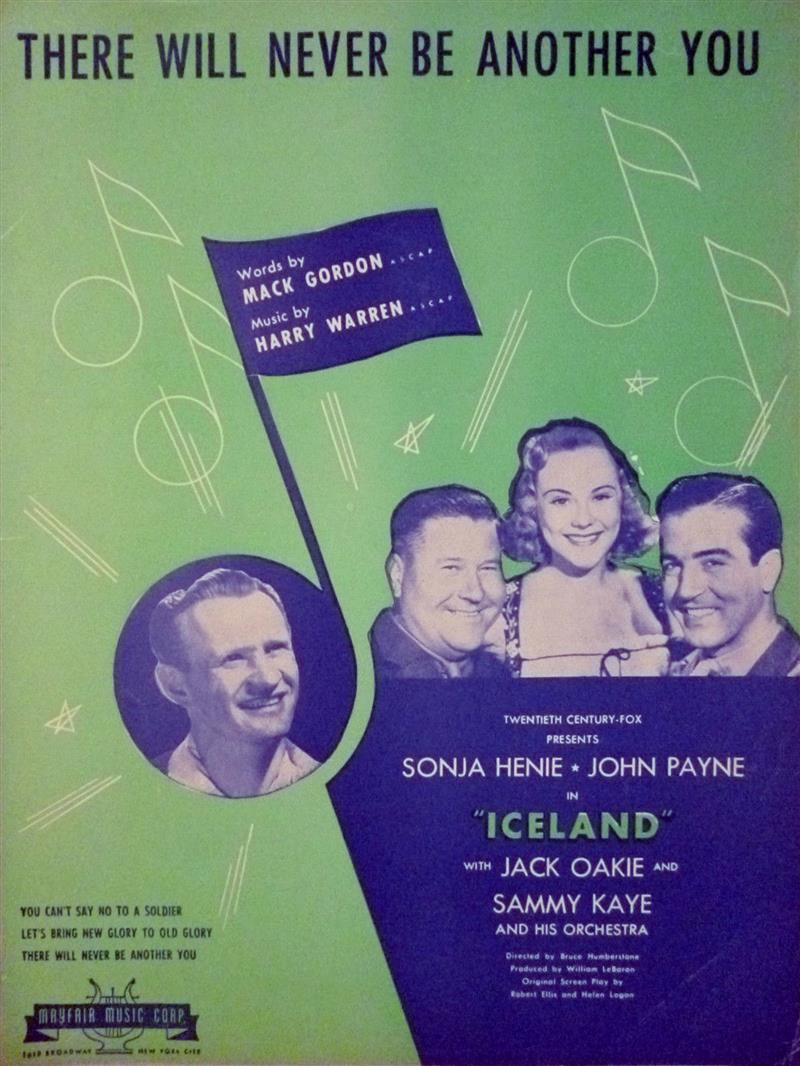 THERE WILL NEVER BE ANOTHER YOU
Words by
MACK GORDON ASCAP
Music by
HARRY WARREN ASCAP
TWENTIETH CENTURY-FOX
PRESENTS
SONJA HENIE ★ JOHN PAYNE
IN
"ICELAND"
WITH JACK OAKIE AND
SAMMY KAYE
AND HIS ORCHESTRA
Directed by Bruce Humberstone
Produced by William LeBaron
Original Screen Play by
Robert Ellis and Helen Logan
YOU CAN'T SAY NO TO A SOLDIER
LET'S BRING NEW GLORY TO OLD GLORY
THERE WILL NEVER BE ANOTHER YOU
MAYFAIR MUSIC CORP.
1619 BROADWAY NEW YORK CITY